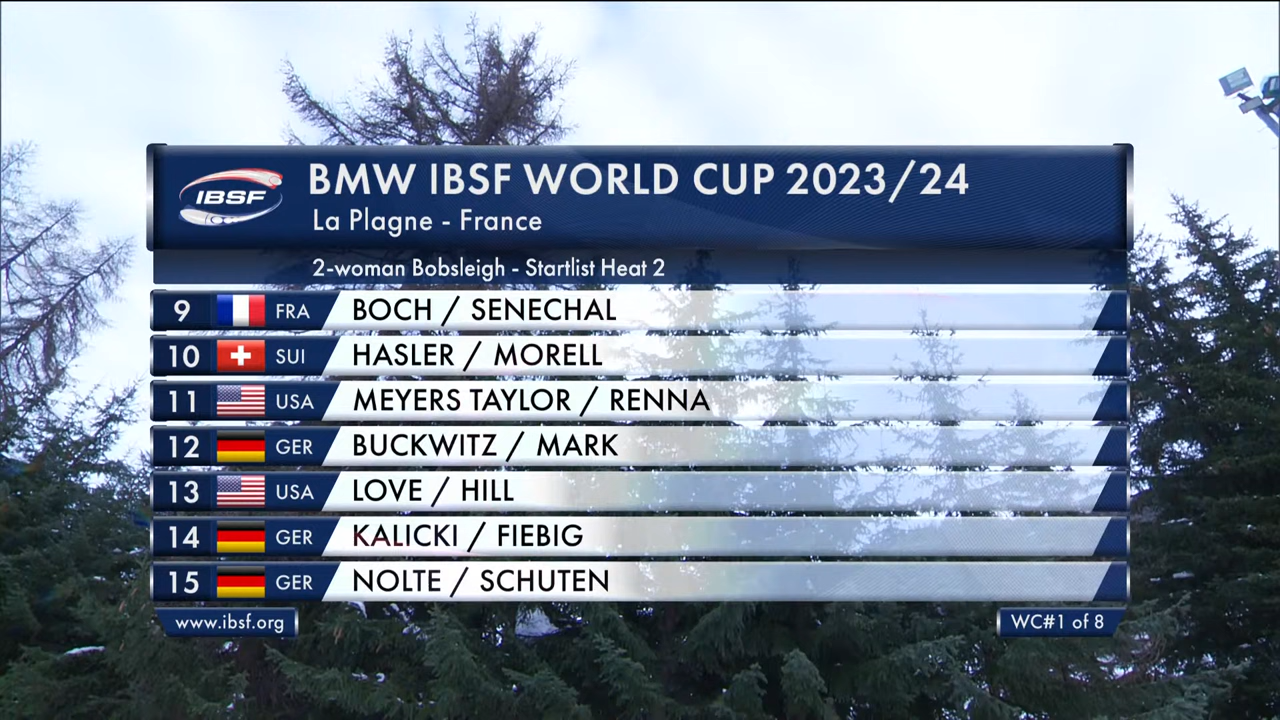 IBSF
BMW IBSF WORLD CUP 2023/24
La Plagne - France
2-woman Bobsleigh - Startlist Heat 2
9 FRA BOCH / SENECHAL
10 SUI HASLER / MORELL
11 USA MEYERS TAYLOR / RENNA
12 GER BUCKWITZ / MARK
13 USA LOVE / HILL
14 GER KALICKI / FIEBIG
15 GER NOLTE / SCHUTEN
www.ibsf.org
WC#1 of 8